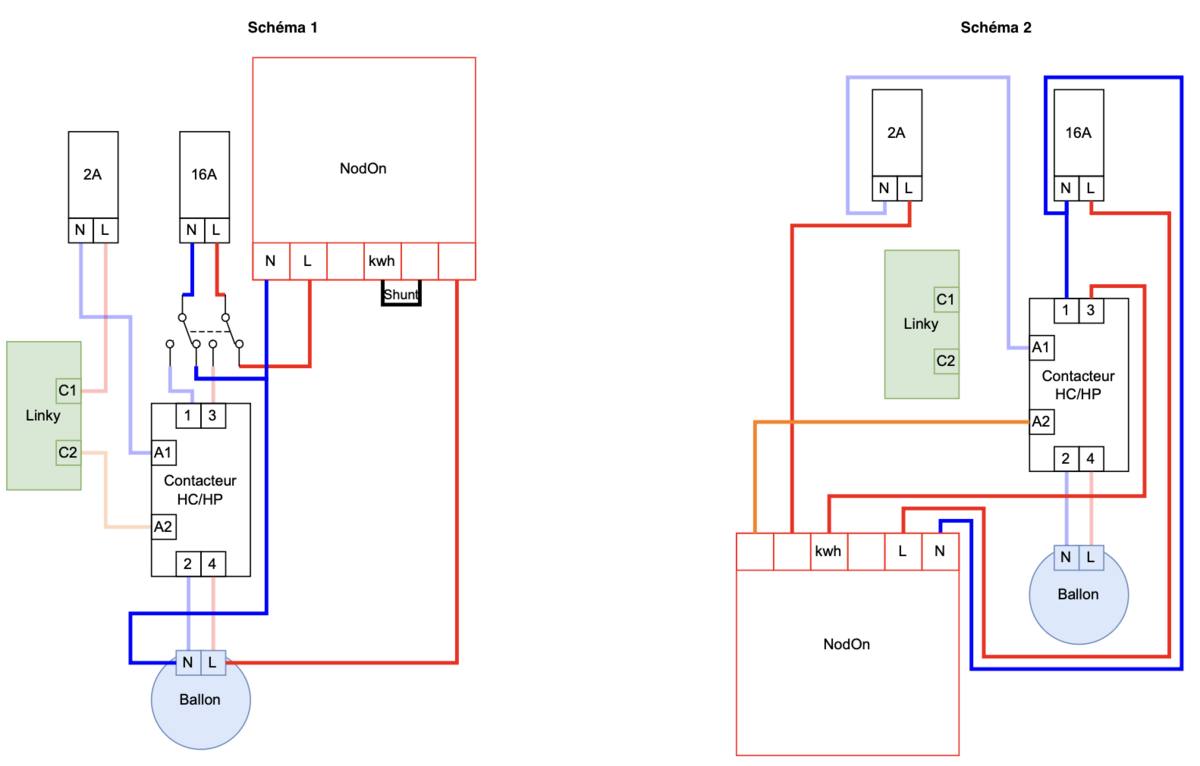 Schéma 1
Schéma 2
NodOn
N
L
kwh
Shunt
2A
N
L
16A
N
L
Linky
C1
C2
1
3
A1
Contacteur
HC/HP
A2
2
4
N
L
Ballon
2A
N
L
16A
N
L
Linky
C1
C2
1
3
A1
Contacteur
HC/HP
A2
2
4
N
L
Ballon
kwh
L
N
NodOn